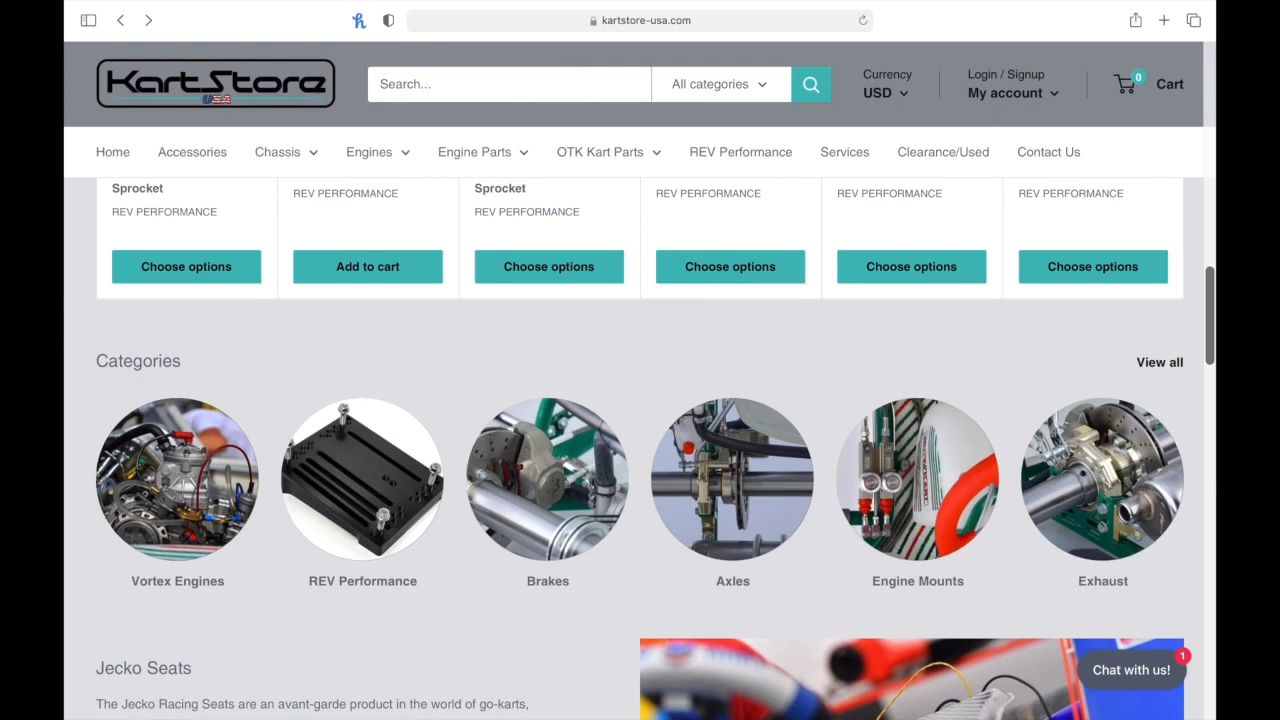 kartstore-usa.com
KartStore
USA
Search...
All categories
Currency
USD
Login / Signup
My account
0
Cart
Home
Accessories
Chassis
Engines
Engine Parts
OTK Kart Parts
REV Performance
Services
Clearance/Used
Contact Us
Sprocket
REV PERFORMANCE
Choose options
REV PERFORMANCE
Add to cart
Sprocket
REV PERFORMANCE
Choose options
REV PERFORMANCE
Choose options
REV PERFORMANCE
Choose options
REV PERFORMANCE
Choose options
Categories
View all
Vortex Engines
REV Performance
Brakes
Axles
Engine Mounts
Exhaust
Jecko Seats
The Jecko Racing Seats are an avant-garde product in the world of go-karts,
Chat with us!
1